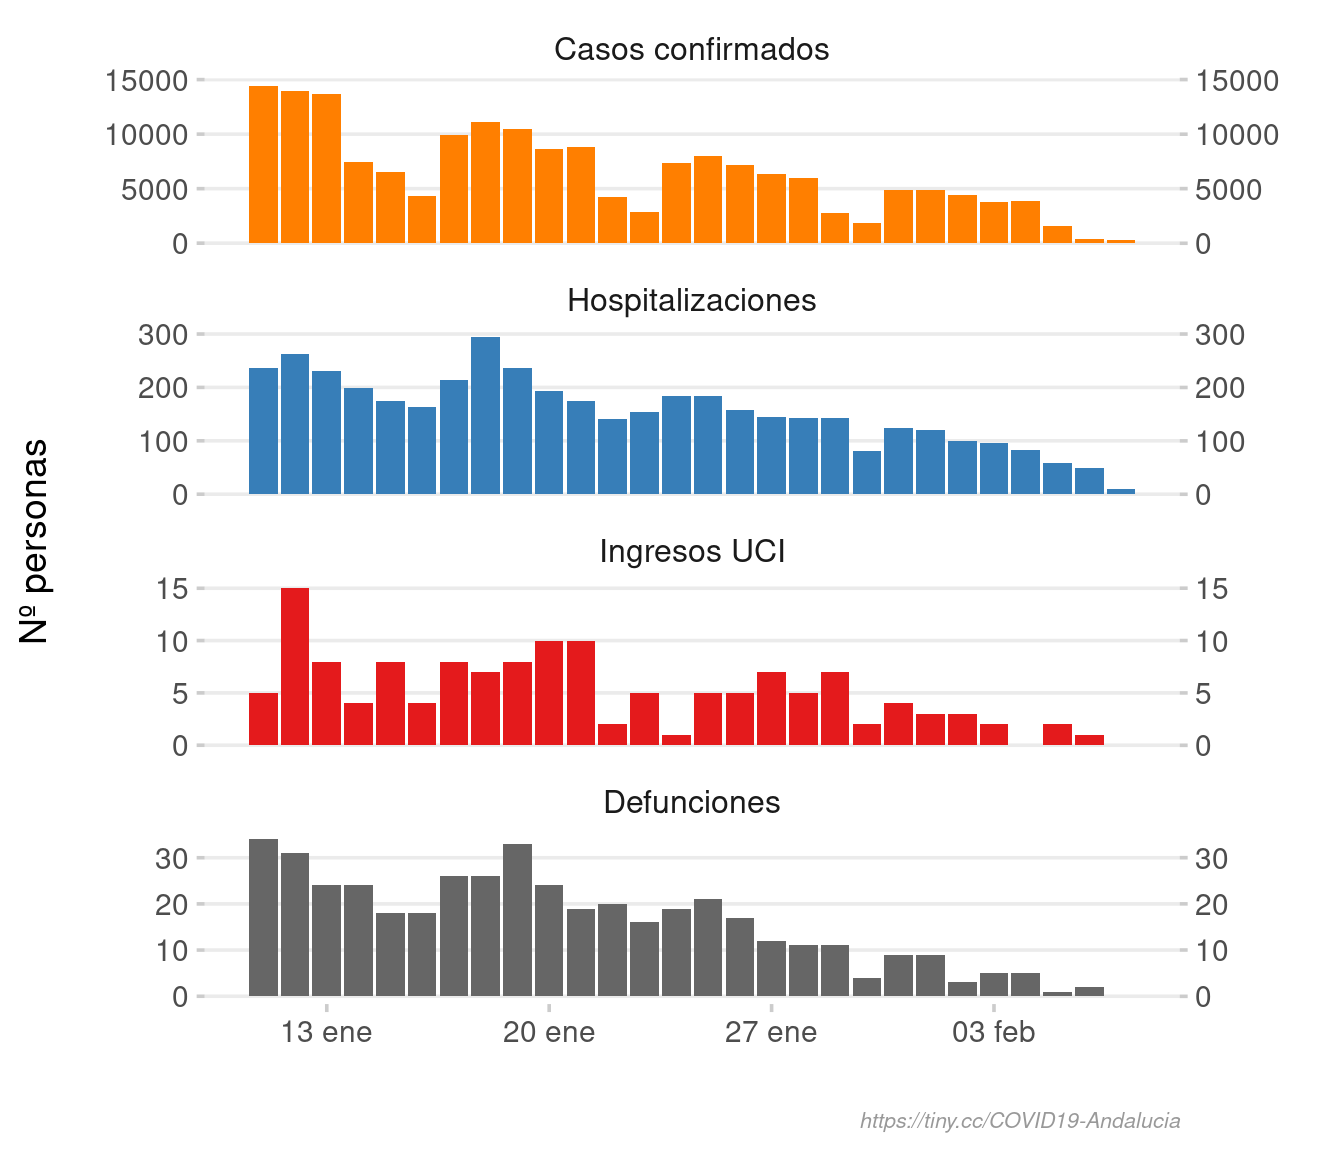 Casos confirmados
15000 15000
10000 10000
5000 5000
0 0
Hospitalizaciones
300 300
200 200
100 100
0 0
Nº personas
Ingresos UCI
15 15
10 10
5 5
0 0
Defunciones
30 30
20 20
10 10
0 0
13 ene 20 ene 27 ene 03 feb
https://tiny.cc/COVID19-Andalucia